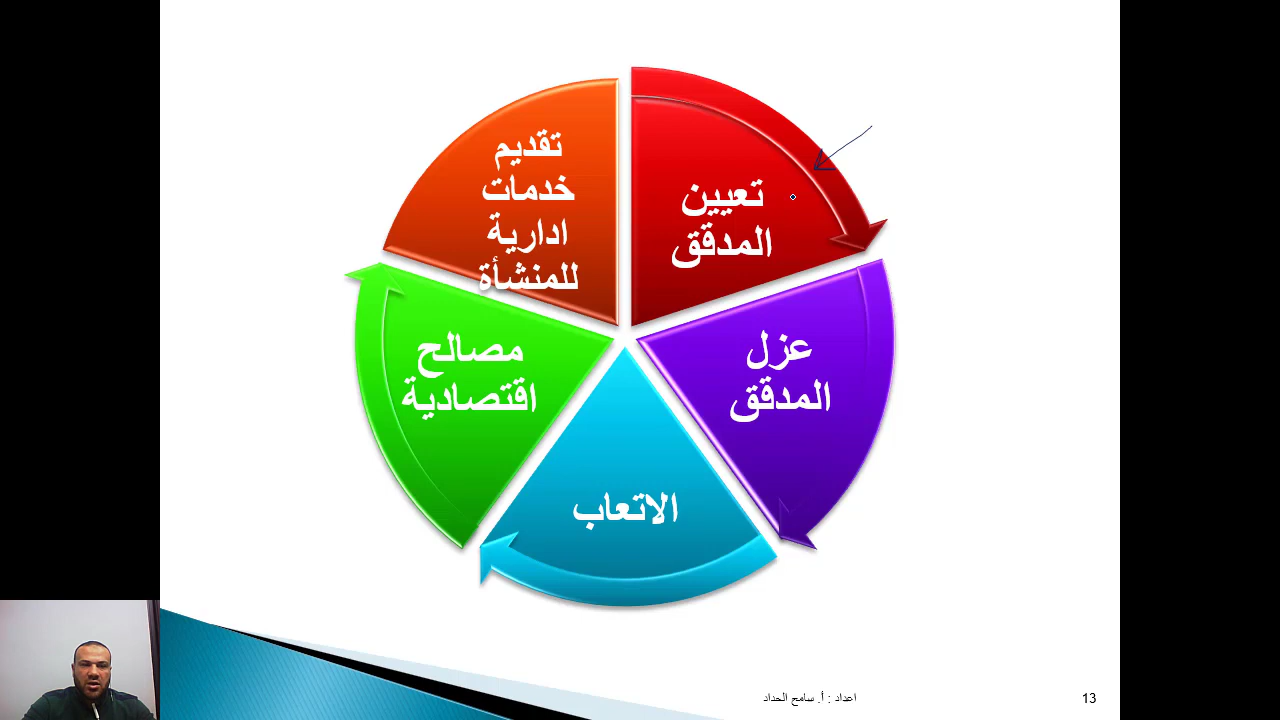 تعيين
المدقق
عزل
المدقق
الاتعاب
مصالح
اقتصادية
تقديم
خدمات
ادارية
للمنشأة
اعداد : أ. سامح الحداد
13